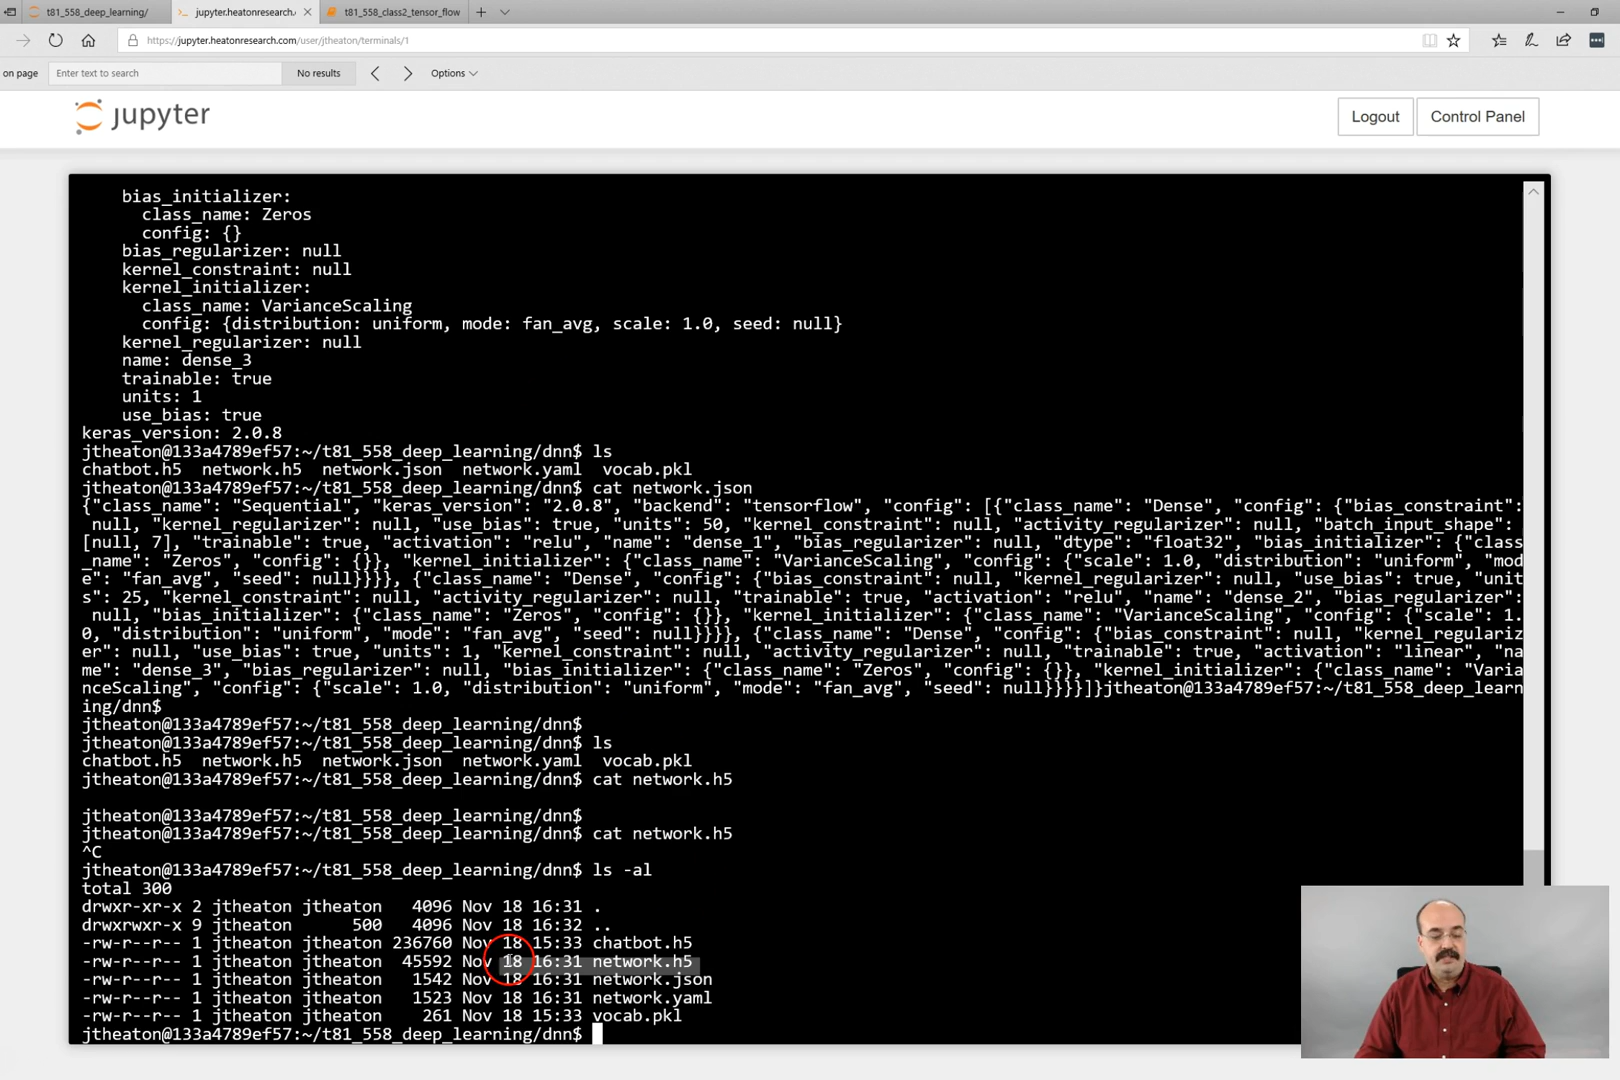 t81_558_deep_learning/
jupyter.heatonresearch.
t81_558_class2_tensor_flow
https://jupyter.heatonresearch.com/user/jtheaton/terminals/1
on page
Enter text to search
No results
Options
jupyter
Logout
Control Panel
bias_initializer:
class_name: Zeros
config: {}
bias_regularizer: null
kernel_constraint: null
kernel_initializer:
class_name: VarianceScaling
config: {distribution: uniform, mode: fan_avg, scale: 1.0, seed: null}
kernel_regularizer: null
name: dense_3
trainable: true
units: 1
use_bias: true
keras_version: 2.0.8
jtheaton@133a4789ef57:~/t81_558_deep_learning/dnn$ ls
chatbot.h5  network.h5  network.json  network.yaml  vocab.pkl
jtheaton@133a4789ef57:~/t81_558_deep_learning/dnn$ cat network.json
{"class_name": "Sequential", "keras_version": "2.0.8", "backend": "tensorflow", "config": [{"class_name": "Dense", "config": {"bias_constraint":
null, "kernel_regularizer": null, "use_bias": true, "units": 50, "kernel_constraint": null, "activity_regularizer": null, "batch_input_shape":
[null, 7], "trainable": true, "activation": "relu", "name": "dense_1", "bias_regularizer": null, "dtype": "float32", "bias_initializer": {"class
_name": "Zeros", "config": {}}, "kernel_initializer": {"class_name": "VarianceScaling", "config": {"scale": 1.0, "distribution": "uniform", "mod
e": "fan_avg", "seed": null}}}}, {"class_name": "Dense", "config": {"bias_constraint": null, "kernel_regularizer": null, "use_bias": true, "unit
s": 25, "kernel_constraint": null, "activity_regularizer": null, "trainable": true, "activation": "relu", "name": "dense_2", "bias_regularizer":
null, "bias_initializer": {"class_name": "Zeros", "config": {}}, "kernel_initializer": {"class_name": "VarianceScaling", "config": {"scale": 1.
0, "distribution": "uniform", "mode": "fan_avg", "seed": null}}}}, {"class_name": "Dense", "config": {"bias_constraint": null, "kernel_regulariz
er": null, "use_bias": true, "units": 1, "kernel_constraint": null, "activity_regularizer": null, "trainable": true, "activation": "linear", "na
me": "dense_3", "bias_regularizer": null, "bias_initializer": {"class_name": "Zeros", "config": {}}, "kernel_initializer": {"class_name": "Varia
nceScaling", "config": {"scale": 1.0, "distribution": "uniform", "mode": "fan_avg", "seed": null}}}}]}jtheaton@133a4789ef57:~/t81_558_deep_learn
ing/dnn$
jtheaton@133a4789ef57:~/t81_558_deep_learning/dnn$
jtheaton@133a4789ef57:~/t81_558_deep_learning/dnn$ ls
chatbot.h5  network.h5  network.json  network.yaml  vocab.pkl
jtheaton@133a4789ef57:~/t81_558_deep_learning/dnn$ cat network.h5
jtheaton@133a4789ef57:~/t81_558_deep_learning/dnn$
jtheaton@133a4789ef57:~/t81_558_deep_learning/dnn$ cat network.h5
^C
jtheaton@133a4789ef57:~/t81_558_deep_learning/dnn$ ls -al
total 300
drwxr-xr-x 2 jtheaton jtheaton   4096 Nov 18 16:31 .
drwxrwxr-x 9 jtheaton      500   4096 Nov 18 16:32 ..
-rw-r--r-- 1 jtheaton jtheaton 236760 Nov 18 15:33 chatbot.h5
-rw-r--r-- 1 jtheaton jtheaton  45592 Nov 18 16:31 network.h5
-rw-r--r-- 1 jtheaton jtheaton   1542 Nov 18 16:31 network.json
-rw-r--r-- 1 jtheaton jtheaton   1523 Nov 18 16:31 network.yaml
-rw-r--r-- 1 jtheaton jtheaton    261 Nov 18 15:33 vocab.pkl
jtheaton@133a4789ef57:~/t81_558_deep_learning/dnn$